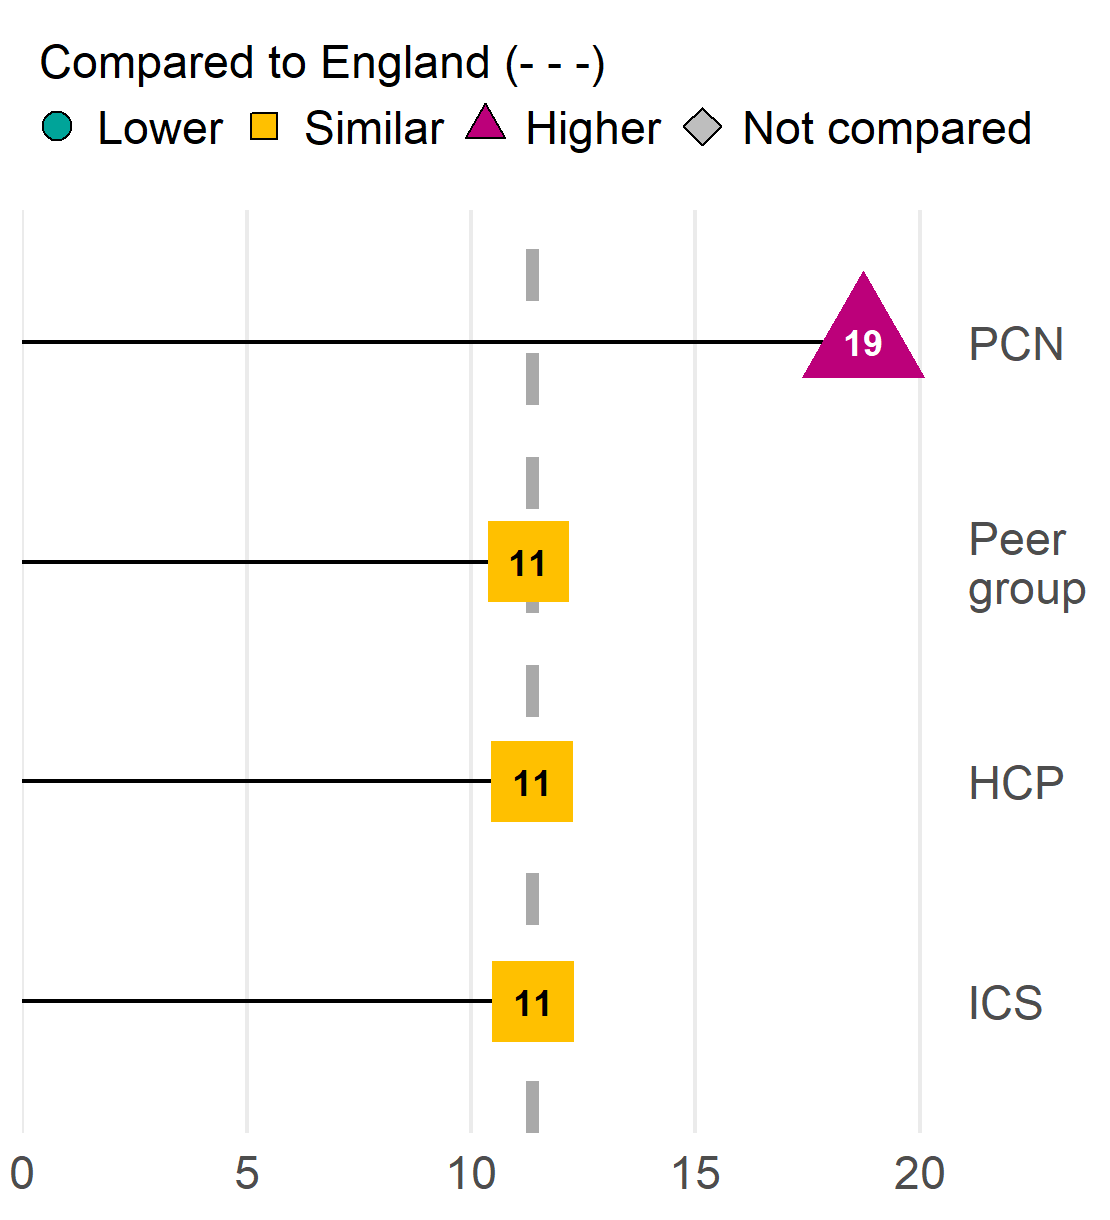 Compared to England (- - -)
Lower Similar Higher Not compared
19 PCN
11 Peer
group
11 HCP
11 ICS
0 5 10 15 20